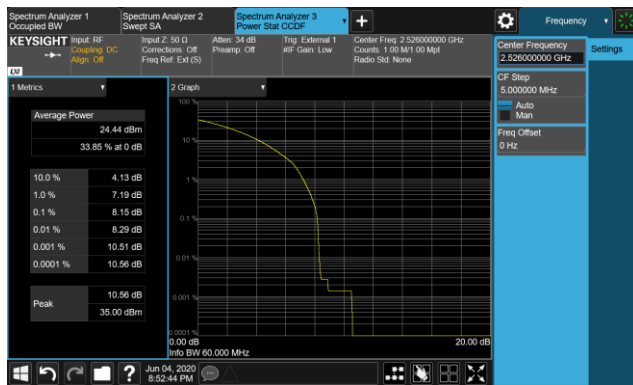 Spectrum Analyzer 1
Occupied BW
Spectrum Analyzer 2
Swept SA
Spectrum Analyzer 3
Power Stat CCDF
Frequency
KEYSIGHT
Input: RF
Coupling: DC
Align: Off
Input Z: 50 Ω
Corrections: Off
Freq Ref: Ext (S)
Atten: 34 dB
Preamp: Off
Trig: External 1
#IF Gain: Low
Center Freq: 2.526000000 GHz
Counts: 1.00 M/1.00 Mpt
Radio Std: None
LXI
Center Frequency
2.526000000 GHz
Settings
CF Step
5.000000 MHz
Auto
Man
Freq Offset
0 Hz
1 Metrics
Average Power
24.44 dBm
33.85 % at 0 dB
10.0 % 4.13 dB
1.0 % 7.19 dB
0.1 % 8.15 dB
0.01 % 8.29 dB
0.001 % 10.51 dB
0.0001 % 10.56 dB
Peak
10.56 dB
35.00 dBm
2 Graph
100 %
10 %
1 %
0.1 %
0.01 %
0.001 %
0.0001 %
0.00 dB
20.00 dB
Info BW 60.000 MHz
?
Jun 04, 2020
8:52:44 PM